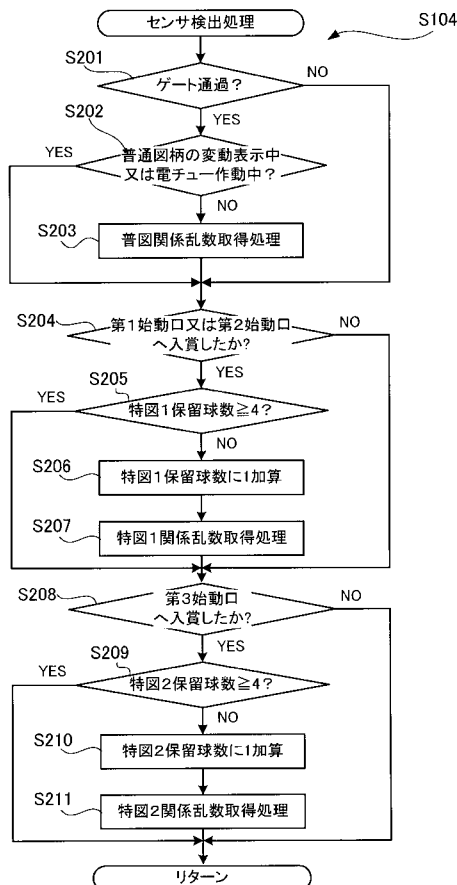 センサ検出処理
S104
S201
ゲート通過?
NO
YES
S202
YES
普通図柄の変動表示中
又は電チュー作動中?
NO
S203
普図関係乱数取得処理
S204
第1始動口又は第2始動口
へ入賞したか?
NO
YES
S205
YES
特図1保留球数≧4?
NO
S206
特図1保留球数に1加算
S207
特図1関係乱数取得処理
S208
第3始動口
へ入賞したか?
NO
YES
S209
YES
特図2保留球数≧4?
NO
S210
特図2保留球数に1加算
S211
特図2関係乱数取得処理
リターン